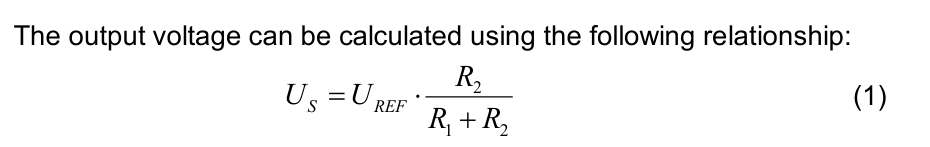 The output voltage can be calculated using the following relationship:
U_S = U_REF · R_2 / (R_1 + R_2) (1)